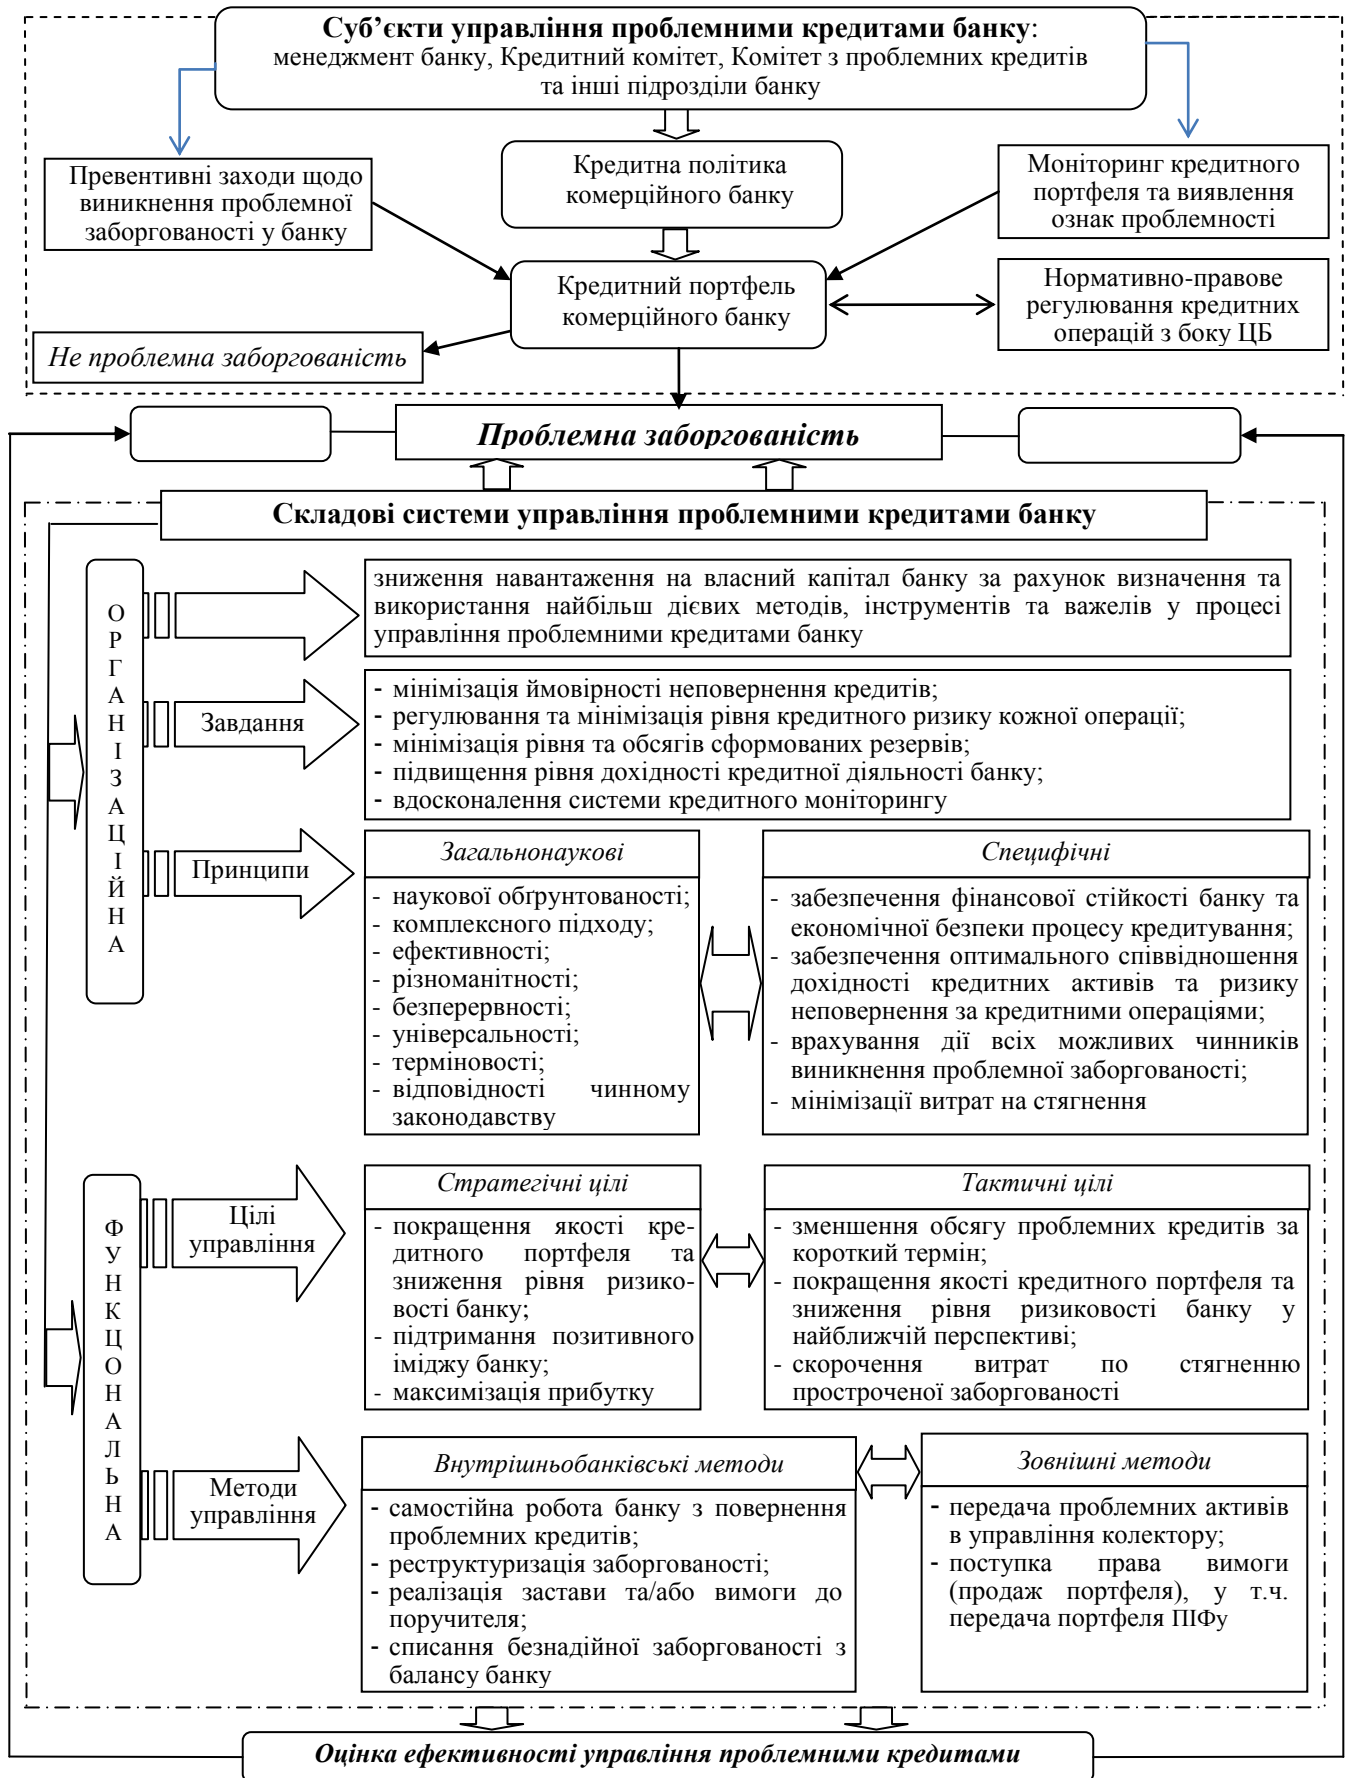 Суб’єкти управління проблемними кредитами банку:
менеджмент банку, Кредитний комітет, Комітет з проблемних кредитів
та інші підрозділи банку
Превентивні заходи щодо
виникнення проблемної
заборгованості у банку
Кредитна політика
комерційного банку
Моніторинг кредитного
портфеля та виявлення
ознак проблемності
Кредитний портфель
комерційного банку
Нормативно-правове
регулювання кредитних
операцій з боку ЦБ
Не проблемна заборгованість
Проблемна заборгованість
Складові системи управління проблемними кредитами банку
ОРГАНІЗАЦІЙНА
зниження навантаження на власний капітал банку за рахунок визначення та
використання найбільш дієвих методів, інструментів та важелів у процесі
управління проблемними кредитами банку
Завдання
- мінімізація ймовірності неповернення кредитів;
- регулювання та мінімізація рівня кредитного ризику кожної операції;
- мінімізація рівня та обсягів сформованих резервів;
- підвищення рівня дохідності кредитної діяльності банку;
- вдосконалення системи кредитного моніторингу
Принципи
Загальнонаукові
- наукової обґрунтованості;
- комплексного підходу;
- ефективності;
- різноманітності;
- безперервності;
- універсальності;
- терміновості;
- відповідності чинному
законодавству
Специфічні
- забезпечення фінансової стійкості банку та
економічної безпеки процесу кредитування;
- забезпечення оптимального співвідношення
дохідності кредитних активів та ризику
неповернення за кредитними операціями;
- врахування дії всіх можливих чинників
виникнення проблемної заборгованості;
- мінімізації витрат на стягнення
ФУНКЦОНАЛЬНА
Цілі
управління
Стратегічні цілі
- покращення якості кре-
дитного портфеля та
зниження рівня ризико-
вості банку;
- підтримання позитивного
іміджу банку;
- максимізація прибутку
Тактичні цілі
- зменшення обсягу проблемних кредитів за
короткий термін;
- покращення якості кредитного портфеля та
зниження рівня ризиковості банку у
найближчій перспективі;
- скорочення витрат по стягненню
простроченої заборгованості
Методи
управління
Внутрішньобанківські методи
- самостійна робота банку з повернення
проблемних кредитів;
- реструктуризація заборгованості;
- реалізація застави та/або вимоги до
поручителя;
- списання безнадійної заборгованості з
балансу банку
Зовнішні методи
- передача проблемних активів
в управління колектору;
- поступка права вимоги
(продаж портфеля), у т.ч.
передача портфеля ПІФу
Оцінка ефективності управління проблемними кредитами